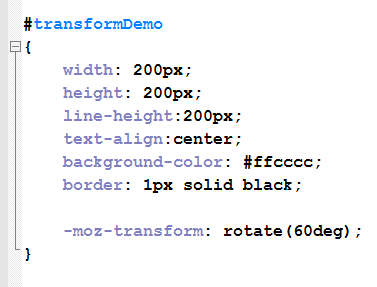 #transformDemo
{
width: 200px;
height: 200px;
line-height:200px;
text-align:center;
background-color: #ffcccc;
border: 1px solid black;
-moz-transform: rotate(60deg);
}